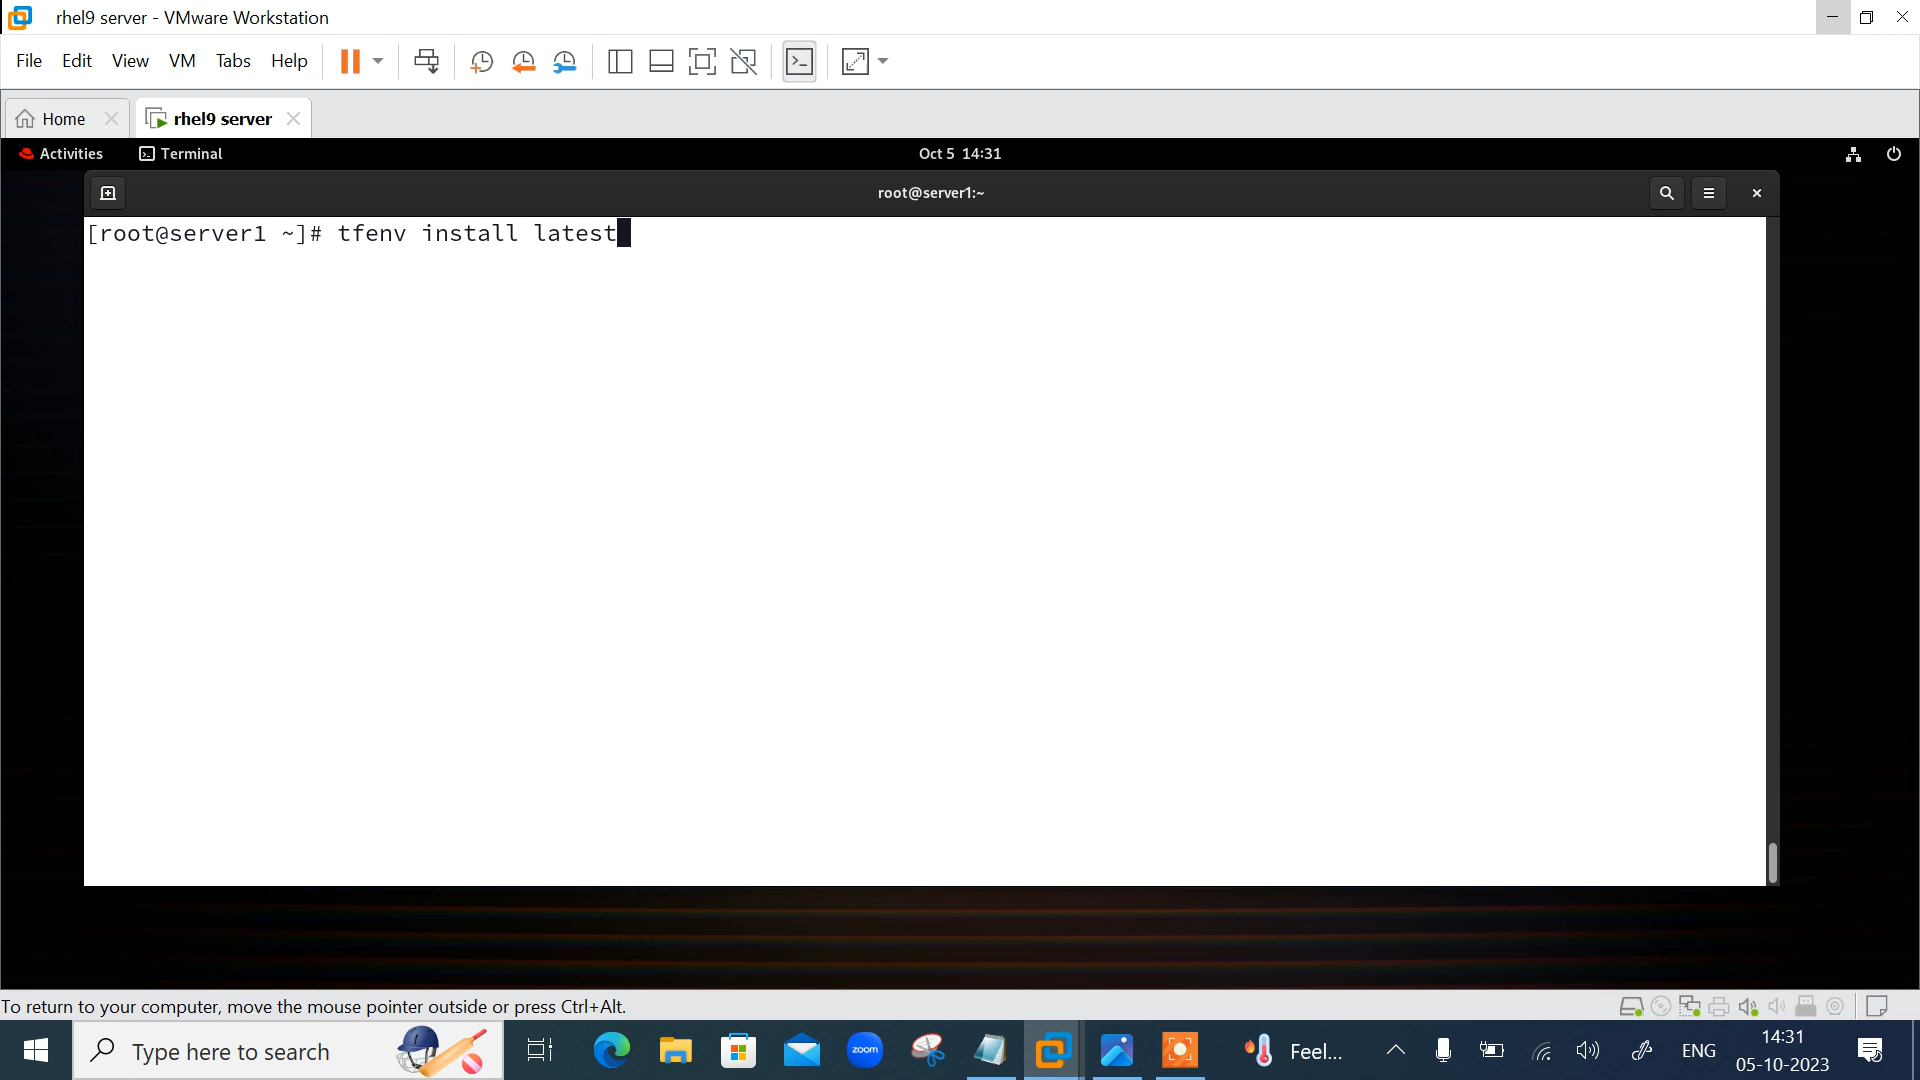 rhel9 server - VMware Workstation
File Edit View VM Tabs Help
Home
rhel9 server
Activities Terminal Oct 5 14:31
root@server1:~
[root@server1 ~]# tfenv install latest
To return to your computer, move the mouse pointer outside or press Ctrl+Alt.
Type here to search
zoom
Feel...
ENG
14:31
05-10-2023